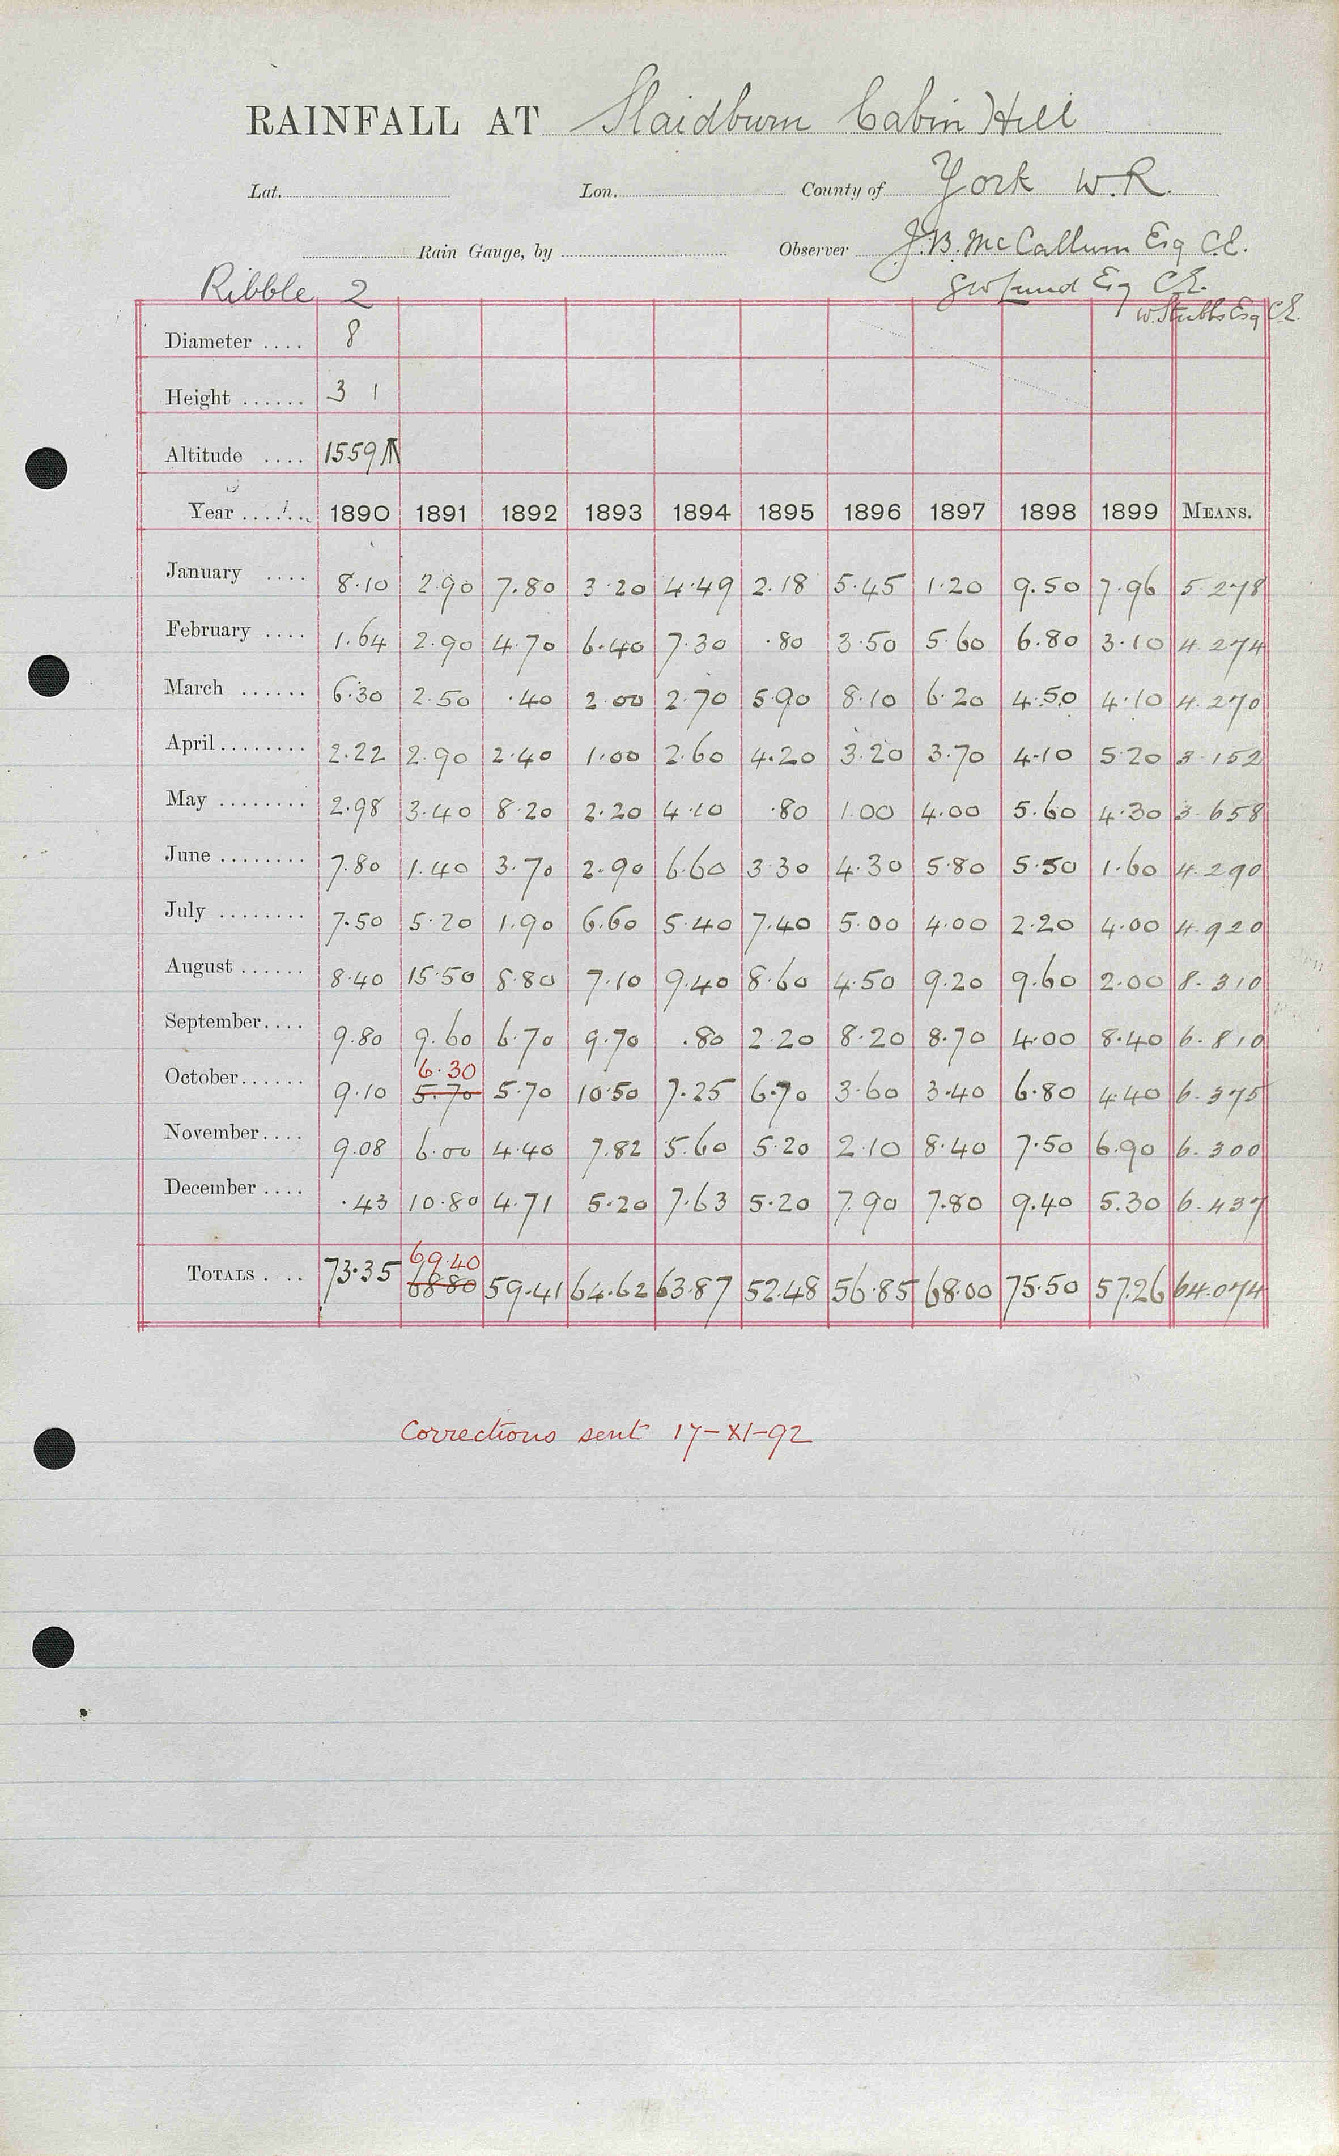 RAINFALL AT Slaidburn Cabin Hill
Lat. Lon. County of York W.R.
Rain Gauge, by Observer J.B. McCallum Esq C.E.
Ribble 2 Lund Esq C.E.
W. Stubbs Esq C.E.
Diameter .... 8
Height ...... 3 1
Altitude .... 1559
Year ...... 1890 1891 1892 1893 1894 1895 1896 1897 1898 1899 MEANS.
January .... 8.10 2.90 7.80 3.20 4.49 2.18 5.45 1.20 9.50 7.96 5.278
February .... 1.64 2.90 4.70 6.40 7.30 .80 3.50 5.60 6.80 3.10 4.274
March ...... 6.30 2.50 .40 2.00 2.70 5.90 8.10 6.20 4.50 4.10 4.270
April ........ 2.22 2.90 2.40 1.00 2.60 4.20 3.20 3.70 4.10 5.20 3.152
May ........ 2.98 3.40 8.20 2.20 4.10 .80 1.00 4.00 5.60 4.30 3.658
June ........ 7.80 1.40 3.70 2.90 6.60 3.30 4.30 5.80 5.50 1.60 4.290
July ........ 7.50 5.20 1.90 6.60 5.40 7.40 5.00 4.00 2.20 4.00 4.920
August ...... 8.40 15.50 8.80 7.10 9.40 8.60 4.50 9.20 9.60 2.00 8.310
September .... 9.80 9.60 6.70 9.70 .80 2.20 8.20 8.70 4.00 8.40 6.810
6.30
October ...... 9.10 5.70 5.70 10.50 7.25 6.70 3.60 3.40 6.80 4.40 6.375
November .... 9.08 6.00 4.40 7.82 5.60 5.20 2.10 8.40 7.50 6.90 6.300
December .... .43 10.80 4.71 5.20 7.63 5.20 7.90 7.80 9.40 5.30 6.437
69.40
TOTALS .... 73.35 68.80 59.41 64.62 63.87 52.48 56.85 68.00 75.50 57.26 64.074
Corrections sent 17-XI-92